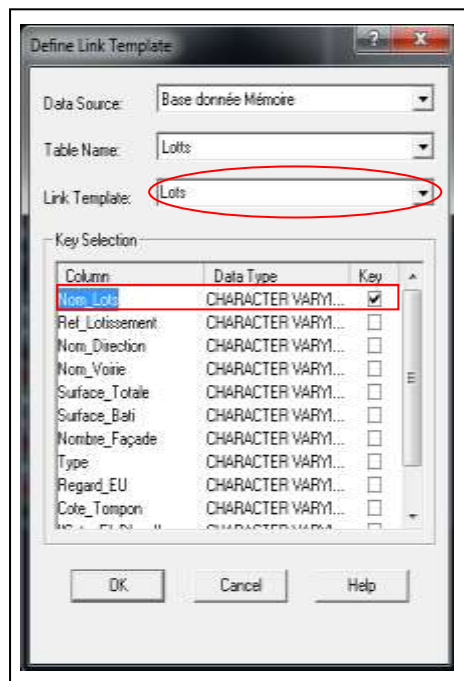 Define Link Template
Data Source: Base donnée Mémoire
Table Name: Lotts
Link Template: Lots
Key Selection
Column Data Type Key
Nom_Lots CHARACTER VARYI...
Ref_Lotissement CHARACTER VARYI...
Nom_Direction CHARACTER VARYI...
Nom_Voirie CHARACTER VARYI...
Surface_Totale CHARACTER VARYI...
Surface_Bati CHARACTER VARYI...
Nombre_Façade CHARACTER VARYI...
Type CHARACTER VARYI...
Regard_EU CHARACTER VARYI...
Cote_Tompon CHARACTER VARYI...
OK Cancel Help